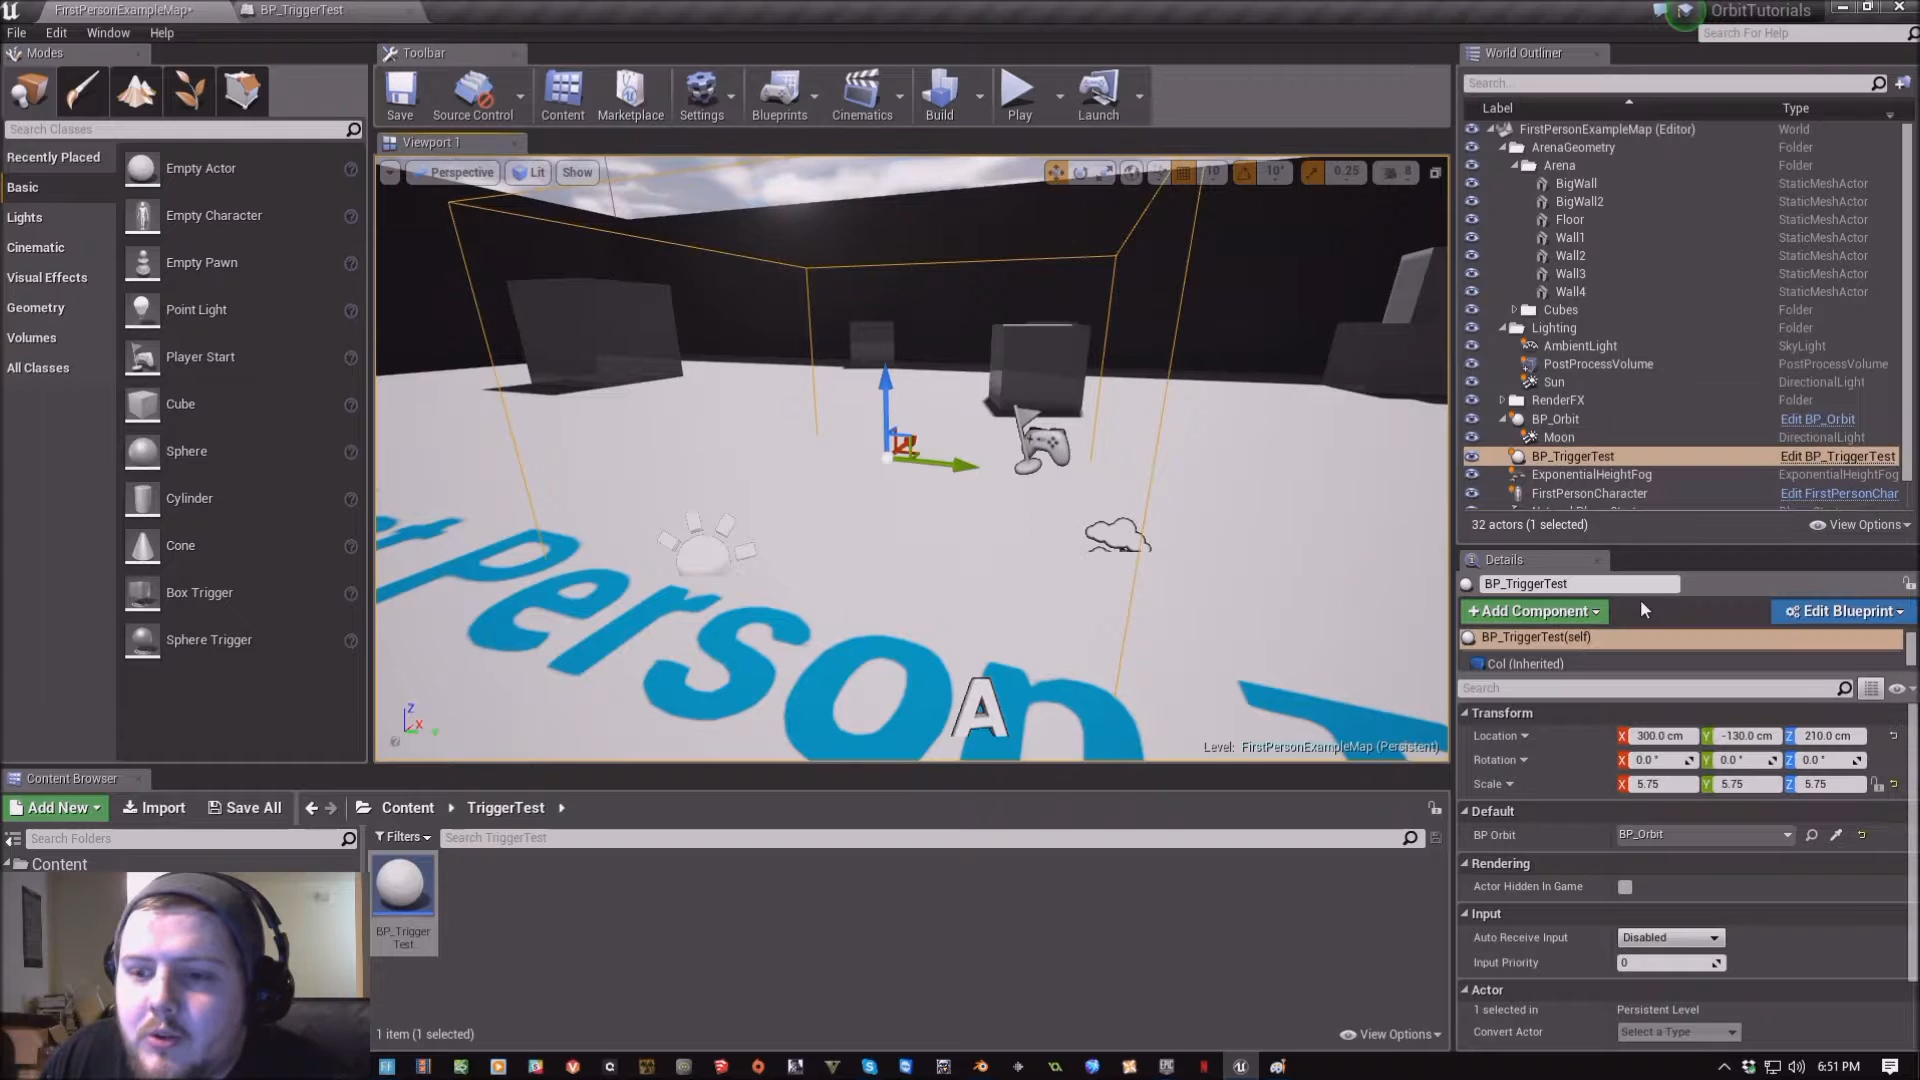 FirstPersonExampleMap*
BP_TriggerTest
OrbitTutorials
File Edit Window Help
Search For Help
Modes
Search Classes
Recently Placed
Basic
Lights
Cinematic
Visual Effects
Geometry
Volumes
All Classes
Empty Actor
Empty Character
Empty Pawn
Point Light
Player Start
Cube
Sphere
Cylinder
Cone
Box Trigger
Sphere Trigger
Toolbar
Save
Source Control
Content
Marketplace
Settings
Blueprints
Cinematics
Build
Play
Launch
Viewport 1
Perspective Lit Show
10 10° 0.25 8
Person
A
Z
X
Level: FirstPersonExampleMap (Persistent)
World Outliner
Search...
Label Type
FirstPersonExampleMap (Editor) World
ArenaGeometry Folder
Arena Folder
BigWall StaticMeshActor
BigWall2 StaticMeshActor
Floor StaticMeshActor
Wall1 StaticMeshActor
Wall2 StaticMeshActor
Wall3 StaticMeshActor
Wall4 StaticMeshActor
Cubes Folder
Lighting Folder
AmbientLight SkyLight
PostProcessVolume PostProcessVolume
Sun DirectionalLight
RenderFX Folder
BP_Orbit Edit BP_Orbit
Moon DirectionalLight
BP_TriggerTest Edit BP_TriggerTest
ExponentialHeightFog ExponentialHeightFog
FirstPersonCharacter Edit FirstPersonChar
32 actors (1 selected) View Options
Details
BP_TriggerTest
+Add Component Edit Blueprint
BP_TriggerTest(self)
Col (Inherited)
Search
Transform
Location X 300.0 cm Y -130.0 cm Z 210.0 cm
Rotation X 0.0 ° Y 0.0 ° Z 0.0 °
Scale X 5.75 Y 5.75 Z 5.75
Default
BP Orbit BP_Orbit
Rendering
Actor Hidden In Game
Input
Auto Receive Input Disabled
Input Priority 0
Actor
1 selected in Persistent Level
Convert Actor Select a Type
Content Browser
Add New Import Save All Content TriggerTest
Search Folders
Content
Filters Search TriggerTest
BP_Trigger
Test
1 item (1 selected)
View Options
6:51 PM